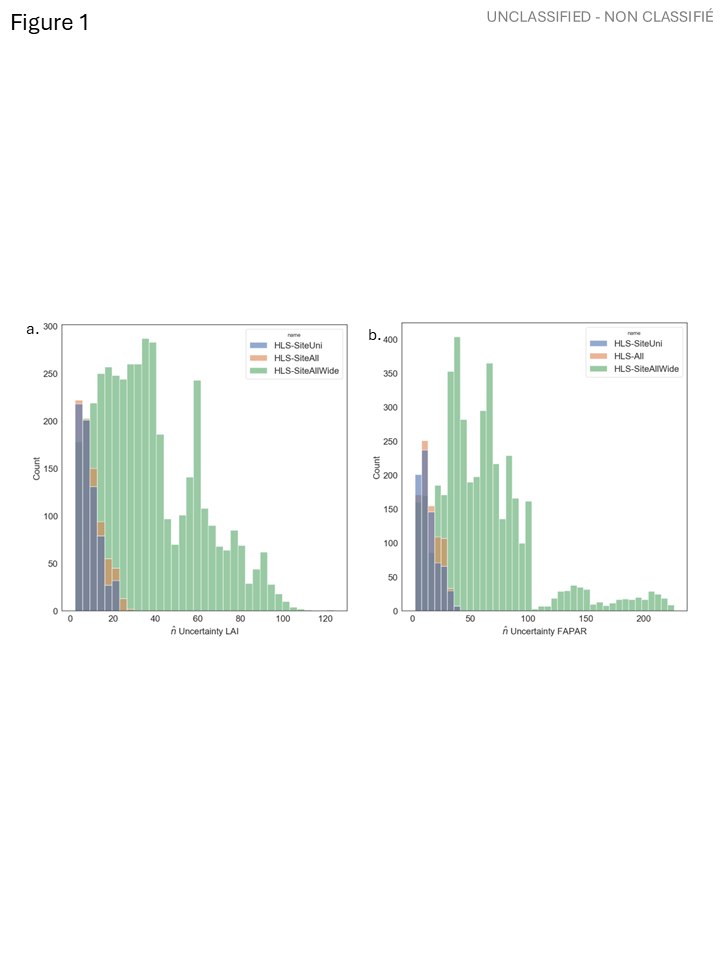 Figure 1
UNCLASSIFIED - NON CLASSIFIÉ
a.
300
250
200
150
100
50
0
Count
0 20 40 60 80 100 120
n̂ Uncertainty LAI
name
HLS-SiteUni
HLS-SiteAll
HLS-SiteAllWide
b.
400
350
300
250
200
150
100
50
0
Count
0 50 100 150 200
n̂ Uncertainty FAPAR
name
HLS-SiteUni
HLS-All
HLS-SiteAllWide